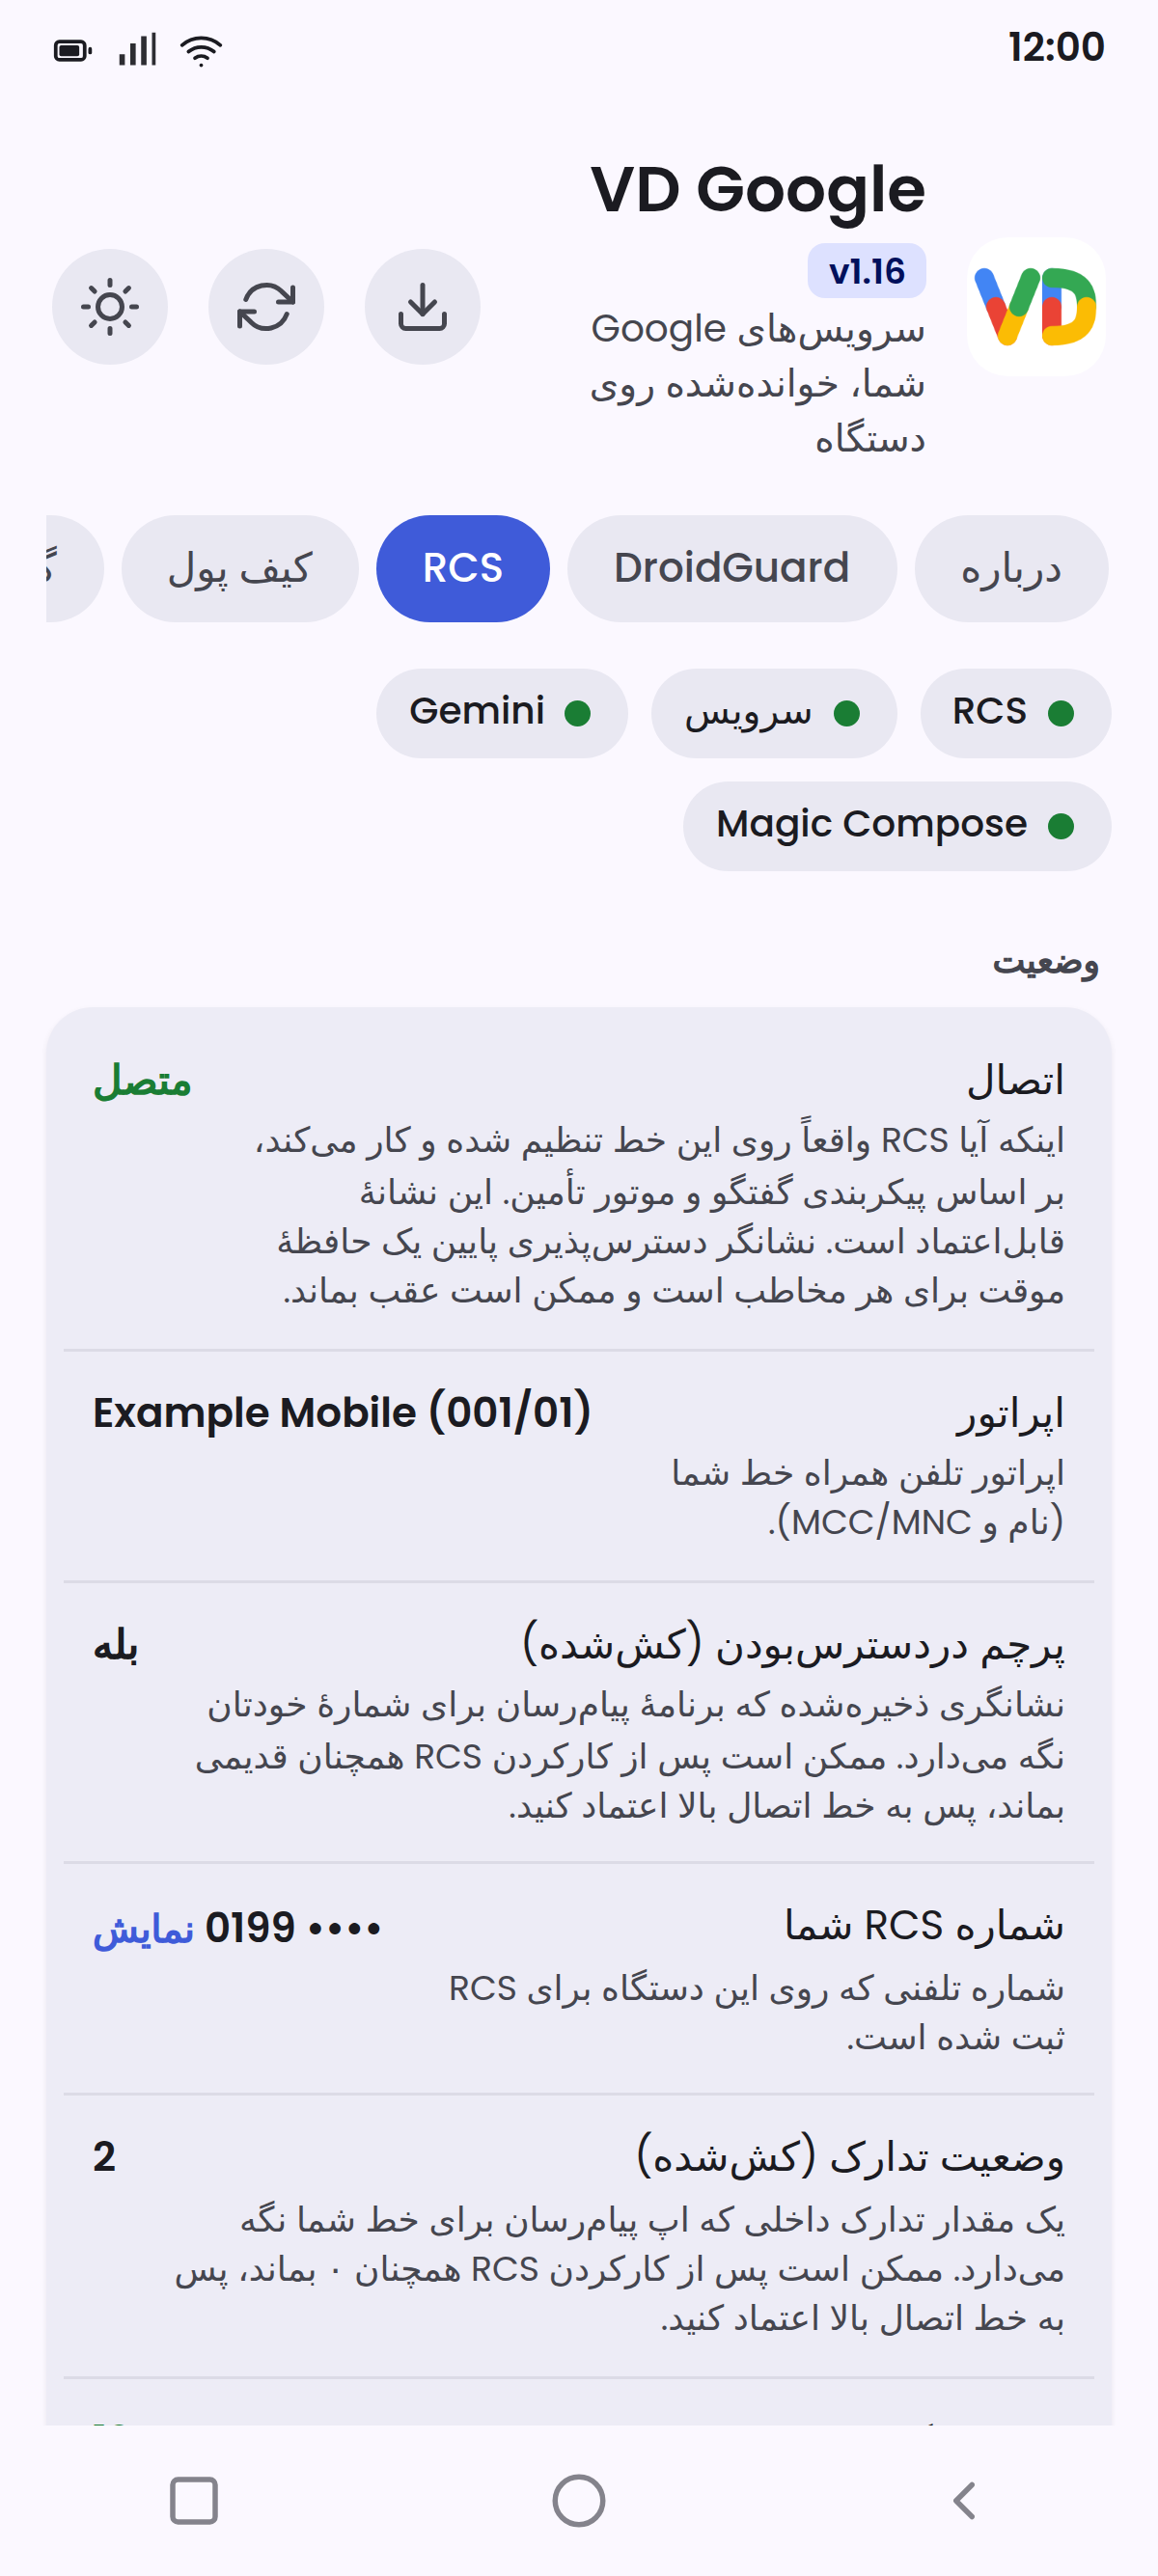 12:00
VD Google
v1.16
سرویس‌های Google
شما، خوانده‌شده روی
دستگاه
درباره
DroidGuard
RCS
کیف پول
RCS
سرویس
Gemini
Magic Compose
وضعیت
اتصال
متصل
اینکه آیا RCS واقعاً روی این خط تنظیم شده و کار می‌کند،
بر اساس پیکربندی گفتگو و موتور تأمین. این نشانهٔ
قابل‌اعتماد است. نشانگر دسترس‌پذیری پایین یک حافظهٔ
موقت برای هر مخاطب است و ممکن است عقب بماند.
اپراتور
Example Mobile (001/01)
اپراتور تلفن همراه خط شما
(نام و MCC/MNC).
پرچم دردسترس‌بودن (کش‌شده)
بله
نشانگری ذخیره‌شده که برنامهٔ پیام‌رسان برای شمارهٔ خودتان
نگه می‌دارد. ممکن است پس از کارکردن RCS همچنان قدیمی
بماند، پس به خط اتصال بالا اعتماد کنید.
شماره RCS شما
•••• 0199 نمایش
شماره تلفنی که روی این دستگاه برای RCS
ثبت شده است.
وضعیت تدارک (کش‌شده)
2
یک مقدار تدارک داخلی که اپ پیام‌رسان برای خط شما نگه
می‌دارد. ممکن است پس از کارکردن RCS همچنان ۰ بماند، پس
به خط اتصال بالا اعتماد کنید.